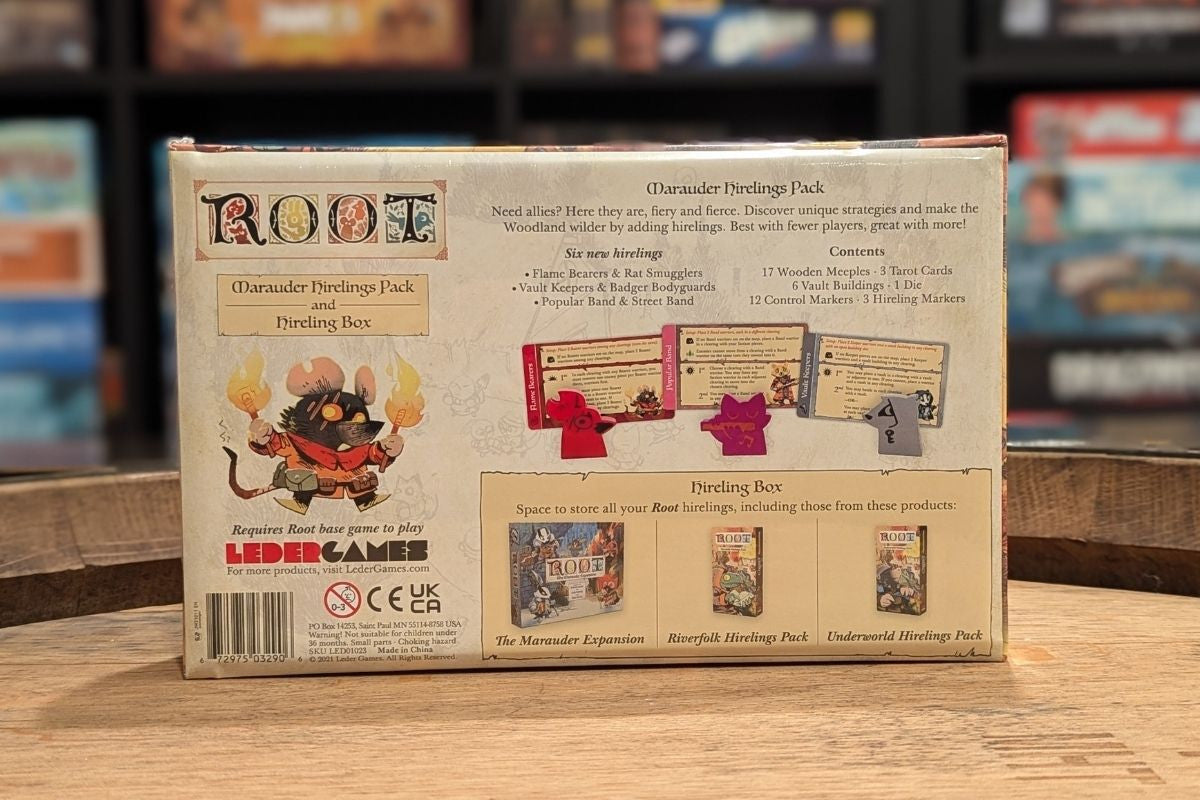 ROOT
Marauder Hirelings Pack
and
Hireling Box
Requires Root base game to play
LEDERGAMES
For more products, visit LederGames.com
0-3
CE UK CA
PO Box 14253, Saint Paul MN 55114-8758 USA
Warning! Not suitable for children under
36 months. Small parts · Choking hazard
SKU LED01023 Made in China
© 2021 Leder Games. All Rights Reserved.
6 72975 03290 6
Marauder Hirelings Pack
Need allies? Here they are, fiery and fierce. Discover unique strategies and make the
Woodland wilder by adding hirelings. Best with fewer players, great with more!
Six new hirelings
• Flame Bearers & Rat Smugglers
• Vault Keepers & Badger Bodyguards
• Popular Band & Street Band
Contents
17 Wooden Meeples · 3 Tarot Cards
6 Vault Buildings · 1 Die
12 Control Markers · 3 Hireling Markers
Flame Bearers
Popular Band
Vault Keepers
Hireling Box
Space to store all your Root hirelings, including those from these products:
ROOT
ROOT
ROOT
The Marauder Expansion
Riverfolk Hirelings Pack
Underworld Hirelings Pack